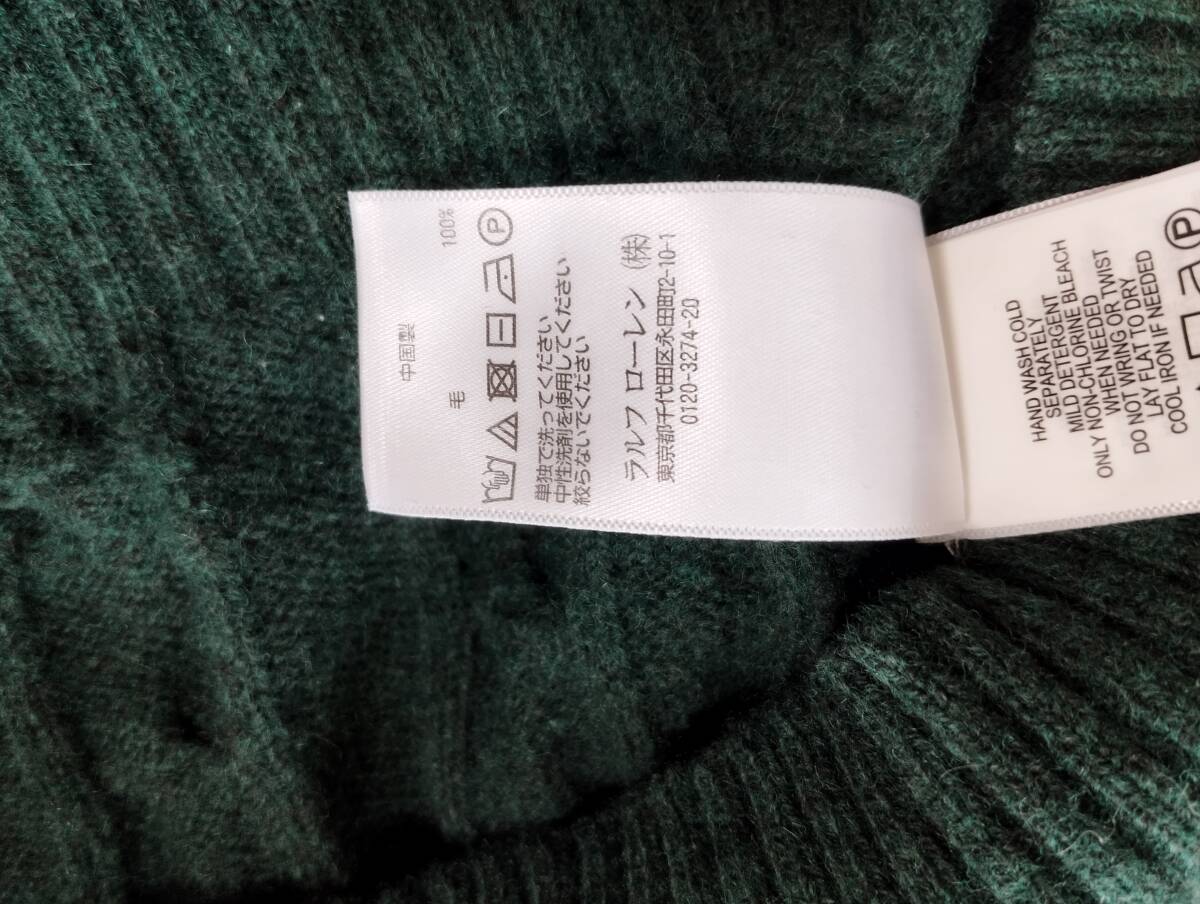 中国製
毛 100%
単独で洗ってください
中性洗剤を使用してください
絞らないでください
ラルフ ローレン (株)
東京都千代田区永田町2-10-1
0120-3274-20
HAND WASH COLD
SEPARATELY
MILD DETERGENT
ONLY NON-CHLORINE BLEACH
WHEN NEEDED
DO NOT WRING OR TWIST
LAY FLAT TO DRY
COOL IRON IF NEEDED